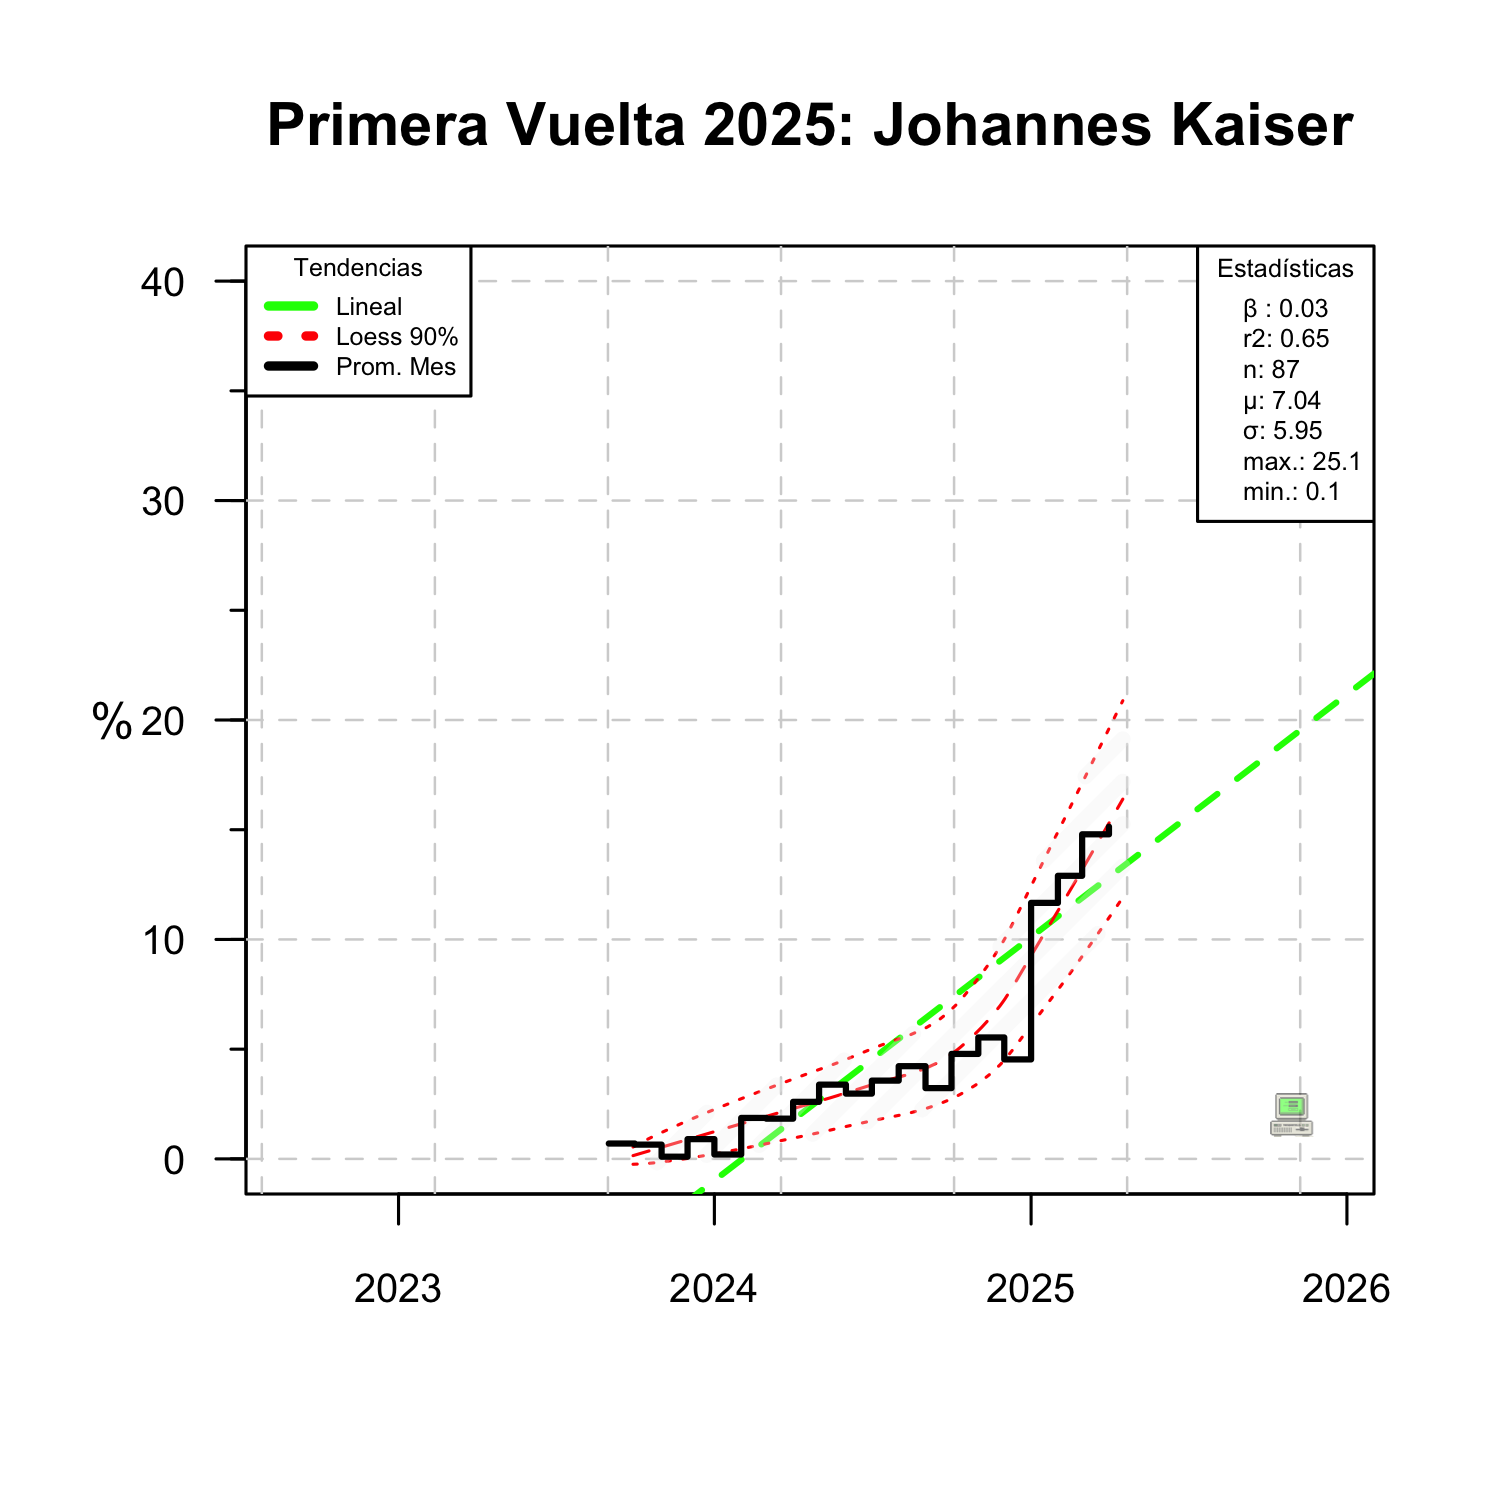 Primera Vuelta 2025: Johannes Kaiser
Tendencias
Lineal
Loess 90%
Prom. Mes
Estadísticas
β : 0.03
r2: 0.65
n: 87
μ: 7.04
σ: 5.95
max.: 25.1
min.: 0.1
%
40
30
20
10
0
2023
2024
2025
2026